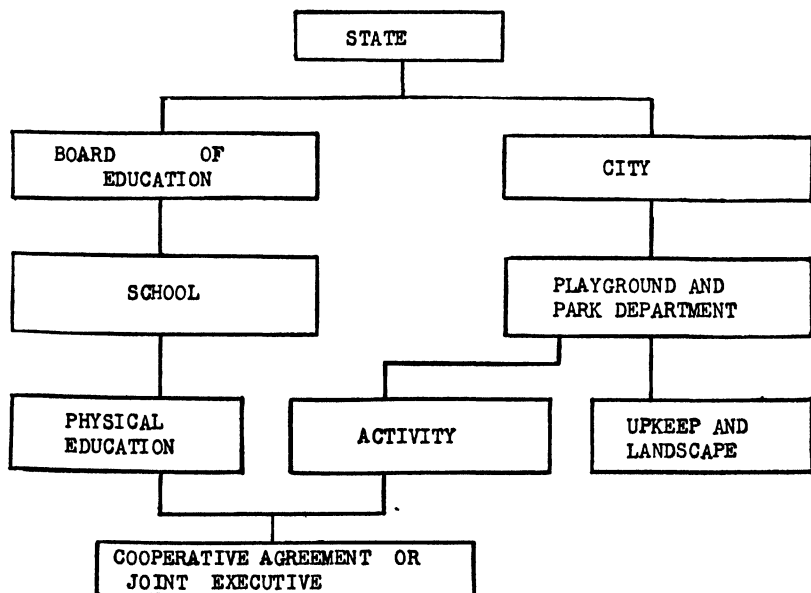 STATE
BOARD OF
EDUCATION
CITY
SCHOOL
PLAYGROUND AND
PARK DEPARTMENT
PHYSICAL
EDUCATION
ACTIVITY
UPKEEP AND
LANDSCAPE
COOPERATIVE AGREEMENT OR
JOINT EXECUTIVE